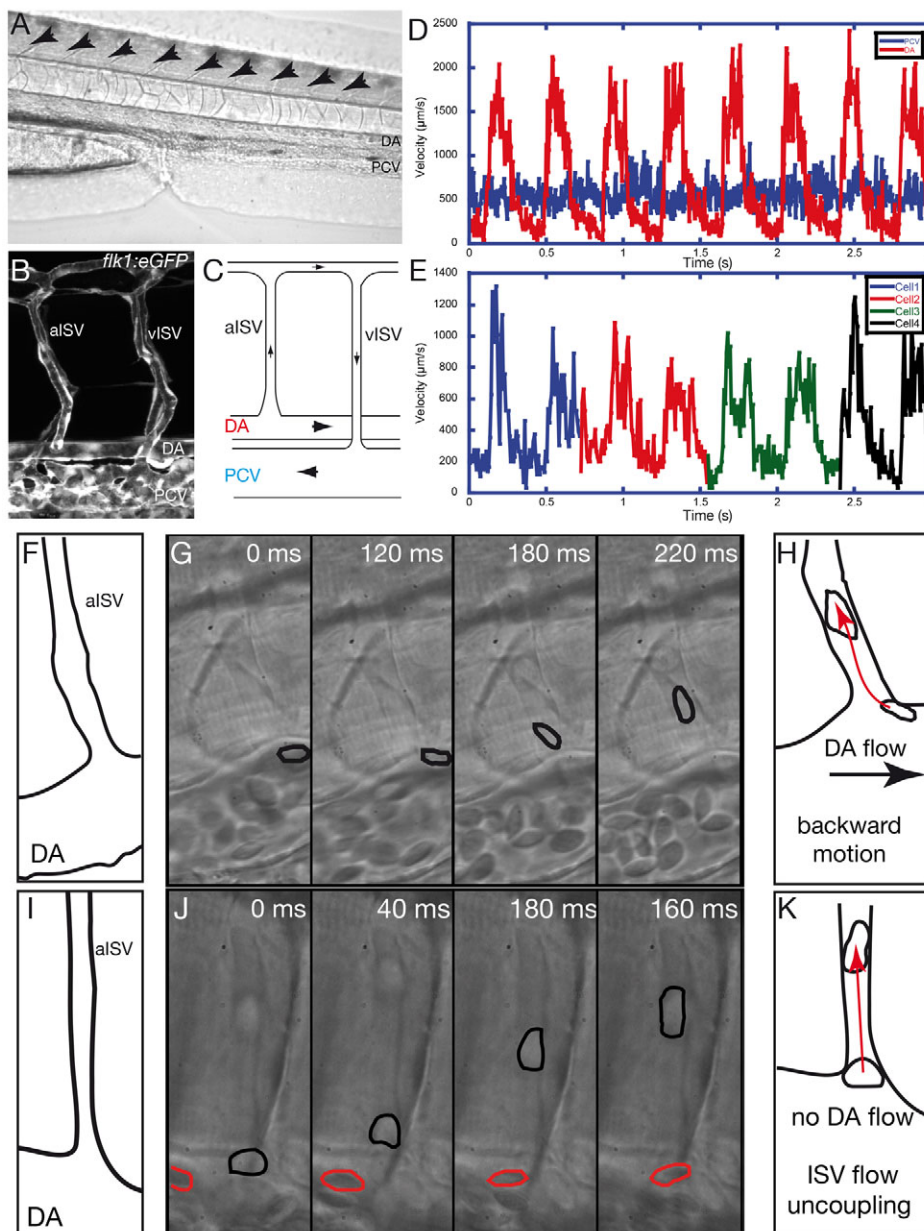 A
DA
PCV
B
flk1:eGFP
aISV
vISV
DA
PCV
C
aISV
vISV
DA
PCV
D
2500
2000
1500
1000
500
0
Velocity (µm/s)
0 0.5 1 1.5 2 2.5
Time (s)
PCV
DA
E
1400
1200
1000
800
600
400
200
0
Velocity (µm/s)
0 0.5 1 1.5 2 2.5
Time (s)
Cell1
Cell2
Cell3
Cell4
F
aISV
DA
G
0 ms
120 ms
180 ms
220 ms
H
DA flow
backward
motion
I
aISV
DA
J
0 ms
40 ms
180 ms
160 ms
K
no DA flow
ISV flow
uncoupling